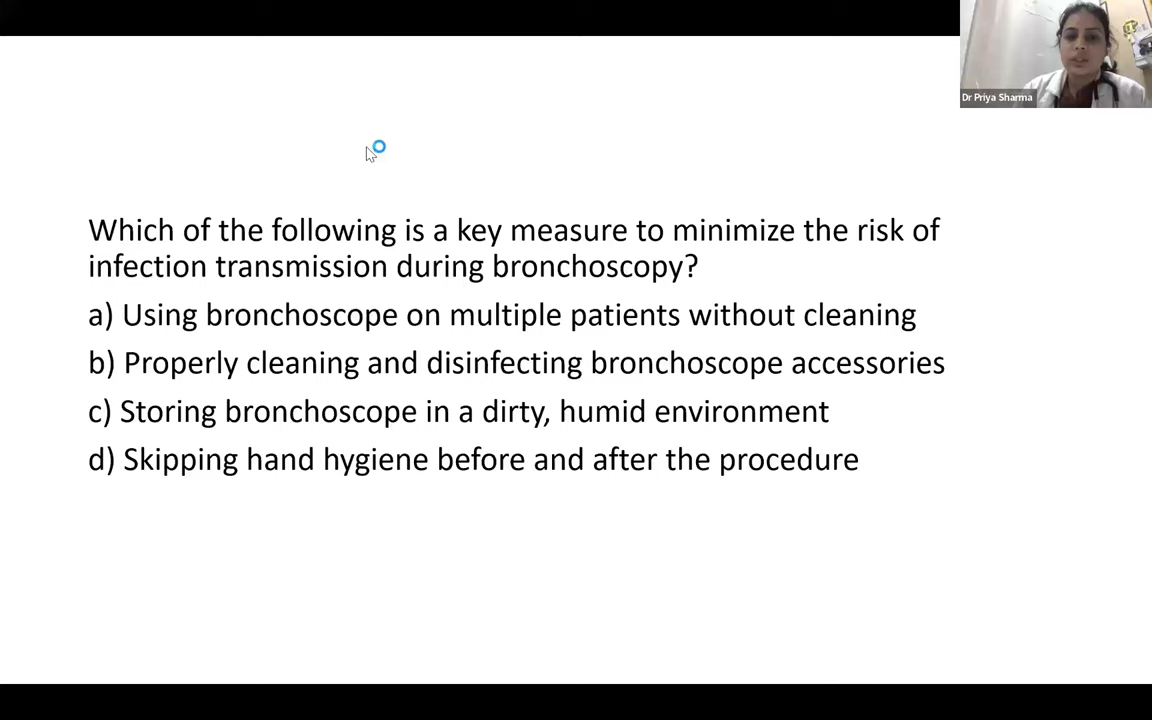 Dr Priya Sharma
Which of the following is a key measure to minimize the risk of
infection transmission during bronchoscopy?
a) Using bronchoscope on multiple patients without cleaning
b) Properly cleaning and disinfecting bronchoscope accessories
c) Storing bronchoscope in a dirty, humid environment
d) Skipping hand hygiene before and after the procedure